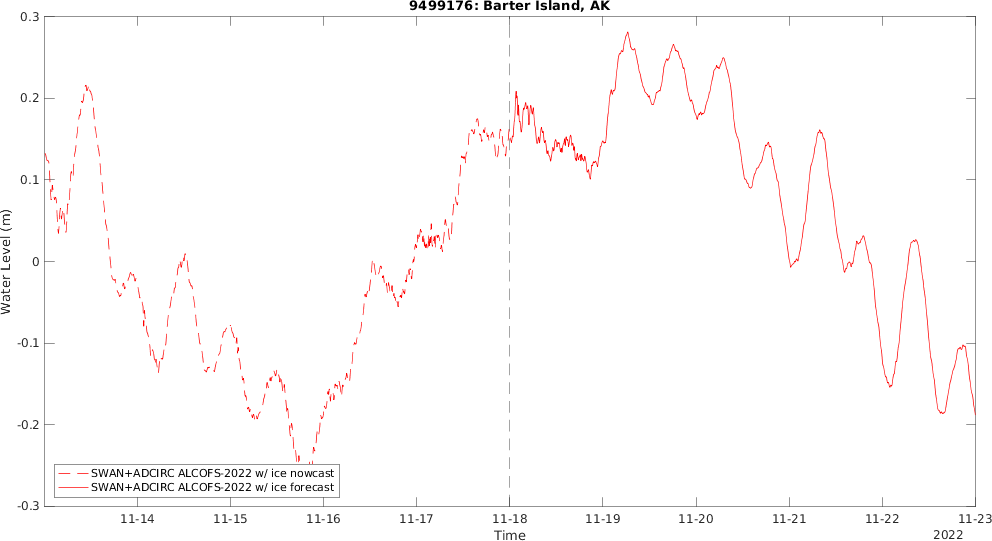 9499176: Barter Island, AK
0.3
0.2
0.1
0
-0.1
-0.2
-0.3
Water Level (m)
SWAN+ADCIRC ALCOFS-2022 w/ ice nowcast
SWAN+ADCIRC ALCOFS-2022 w/ ice forecast
11-14 11-15 11-16 11-17 11-18 11-19 11-20 11-21 11-22 11-23
Time
2022